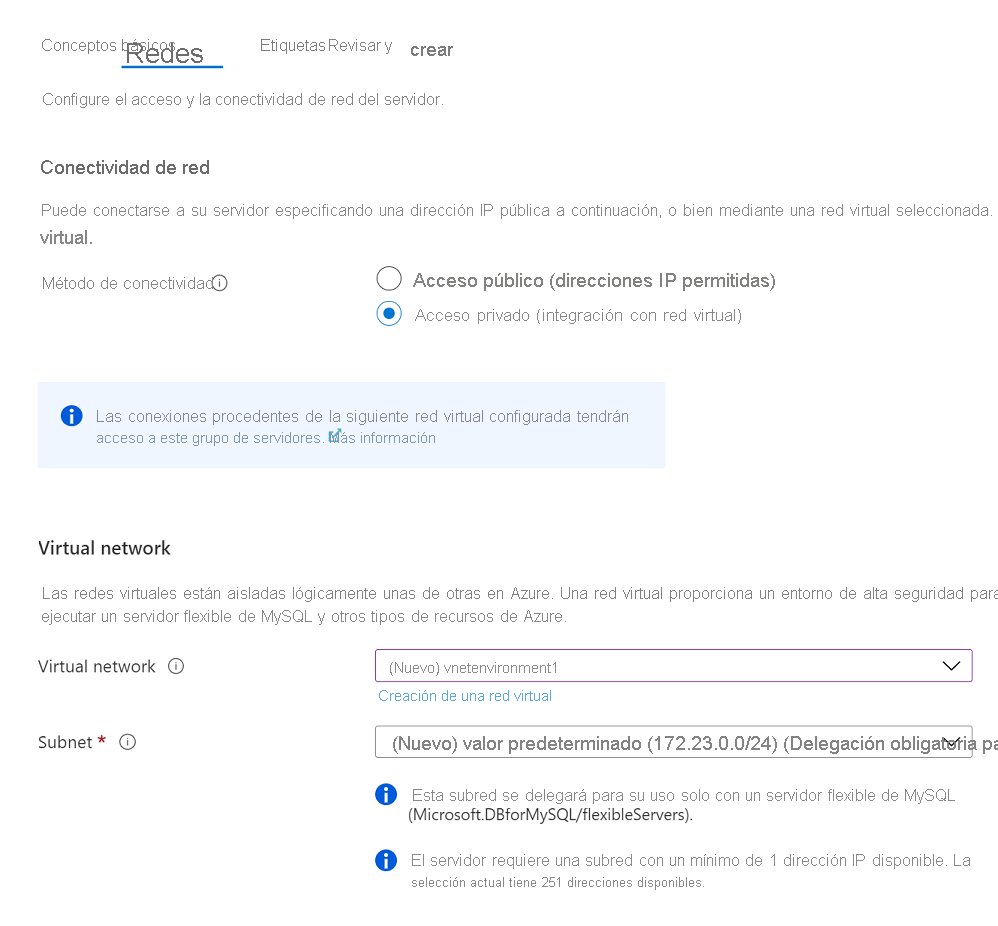 Conceptos básicos Redes Etiquetas Revisar y crear
Configure el acceso y la conectividad de red del servidor.
Conectividad de red
Puede conectarse a su servidor especificando una dirección IP pública a continuación, o bien mediante una red virtual seleccionada.
virtual.
Método de conectividad
Acceso público (direcciones IP permitidas)
Acceso privado (integración con red virtual)
Las conexiones procedentes de la siguiente red virtual configurada tendrán
acceso a este grupo de servidores. Más información
Virtual network
Las redes virtuales están aisladas lógicamente unas de otras en Azure. Una red virtual proporciona un entorno de alta seguridad para
ejecutar un servidor flexible de MySQL y otros tipos de recursos de Azure.
Virtual network (Nuevo) vnetenvironment1
Creación de una red virtual
Subnet * (Nuevo) valor predeterminado (172.23.0.0/24) (Delegación obligatoria pa
Esta subred se delegará para su uso solo con un servidor flexible de MySQL
(Microsoft.DBforMySQL/flexibleServers).
El servidor requiere una subred con un mínimo de 1 dirección IP disponible. La
selección actual tiene 251 direcciones disponibles.